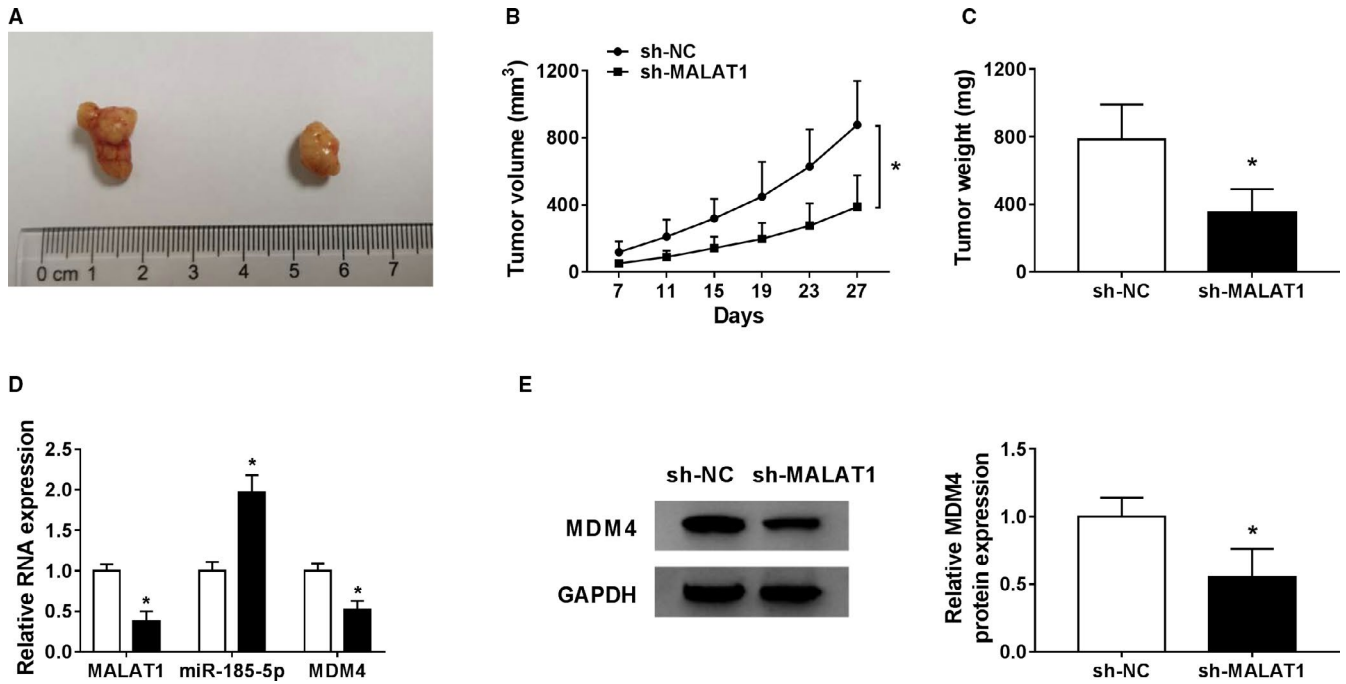 A
0 cm 1 2 3 4 5 6 7
B
sh-NC
sh-MALAT1
Tumor volume (mm³)
1200
800
400
0
7 11 15 19 23 27
Days
*
C
Tumor weight (mg)
1200
800
400
0
*
sh-NC sh-MALAT1
D
Relative RNA expression
2.5
2.0
1.5
1.0
0.5
0.0
* * *
MALAT1 miR-185-5p MDM4
E
sh-NC sh-MALAT1
MDM4
GAPDH
Relative MDM4
protein expression
1.5
1.0
0.5
0.0
*
sh-NC sh-MALAT1